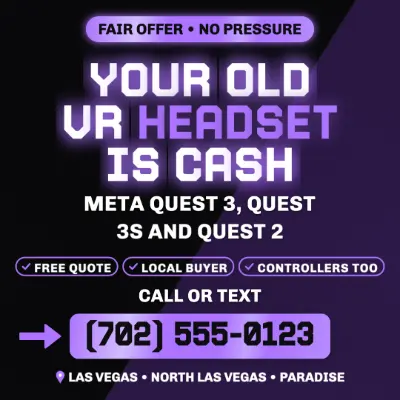 FAIR OFFER • NO PRESSURE
YOUR OLD
VR HEADSET
IS CASH
META QUEST 3, QUEST
3S AND QUEST 2
FREE QUOTE LOCAL BUYER CONTROLLERS TOO
CALL OR TEXT
(702) 555-0123
LAS VEGAS • NORTH LAS VEGAS • PARADISE